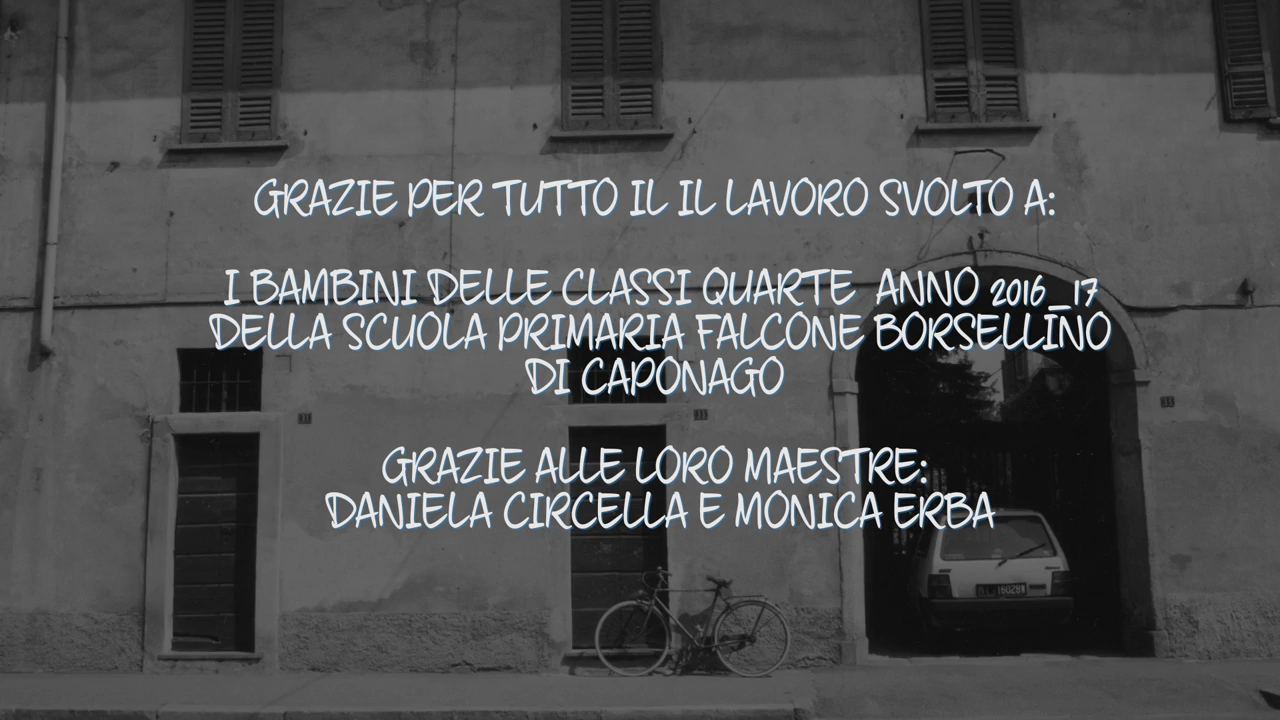 GRAZIE PER TUTTO IL IL LAVORO SVOLTO A:
I BAMBINI DELLE CLASSI QUARTE ANNO 2016_17
DELLA SCUOLA PRIMARIA FALCONE BORSELLINO
DI CAPONAGO
GRAZIE ALLE LORO MAESTRE:
DANIELA CIRCELLA E MONICA ERBA